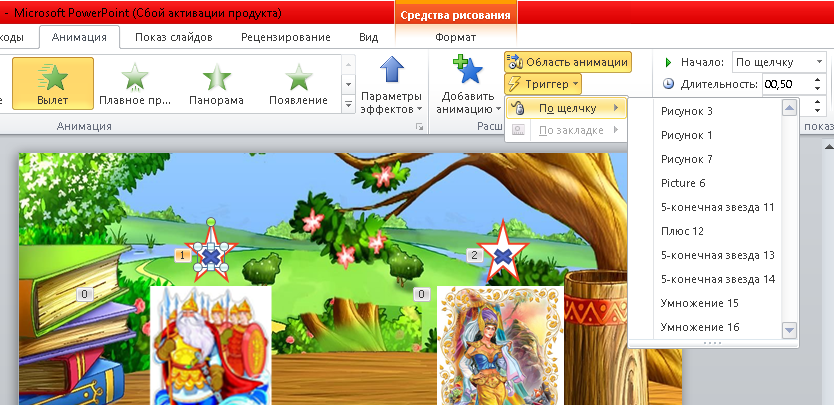 - Microsoft PowerPoint (Сбой активации продукта)
Средства рисования
ходы Анимация Показ слайдов Рецензирование Вид Формат
Вылет Плавное пр... Панорама Появление
Параметры эффектов
Добавить анимацию
Область анимации
Триггер
Начало: По щелчку
Длительность: 00,50
Анимация
Расш
показ
По щелчку
По закладке
Рисунок 3
Рисунок 1
Рисунок 7
Picture 6
5-конечная звезда 11
Плюс 12
5-конечная звезда 13
5-конечная звезда 14
Умножение 15
Умножение 16
1
2
0
0